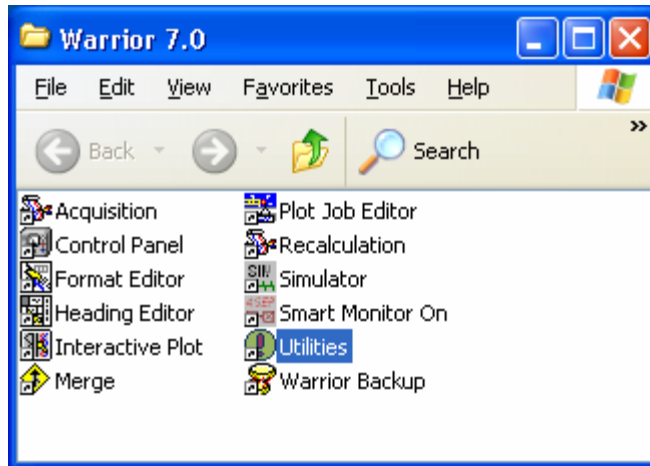 Warrior 7.0
File Edit View Favorites Tools Help
Back Search »
Acquisition Plot Job Editor
Control Panel Recalculation
Format Editor Simulator
Heading Editor Smart Monitor On
Interactive Plot Utilities
Merge Warrior Backup